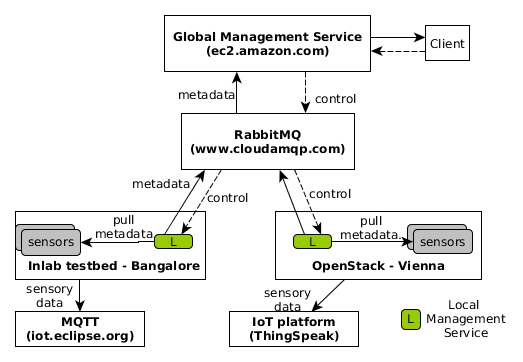 Global Management Service
(ec2.amazon.com)
Client
metadata
control
RabbitMQ
(www.cloudamqp.com)
metadata
control
control
pull
metadata
sensors
L
Inlab testbed - Bangalore
pull
metadata
L
sensors
OpenStack - Vienna
sensory
data
sensory
data
MQTT
(iot.eclipse.org)
IoT platform
(ThingSpeak)
L
Local
Management
Service